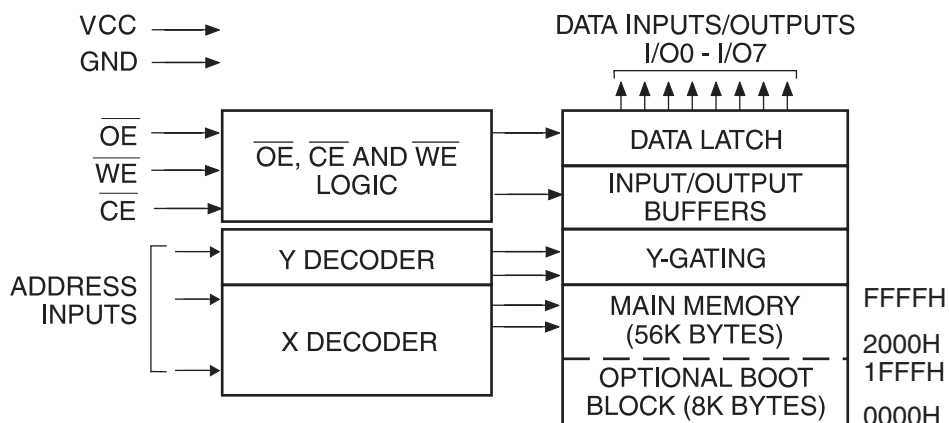 VCC
GND
DATA INPUTS/OUTPUTS
I/O0 - I/O7
OE
WE
CE
OE, CE AND WE
LOGIC
DATA LATCH
INPUT/OUTPUT
BUFFERS
ADDRESS
INPUTS
Y DECODER
X DECODER
Y-GATING
MAIN MEMORY
(56K BYTES)
OPTIONAL BOOT
BLOCK (8K BYTES)
FFFFH
2000H
1FFFH
0000H